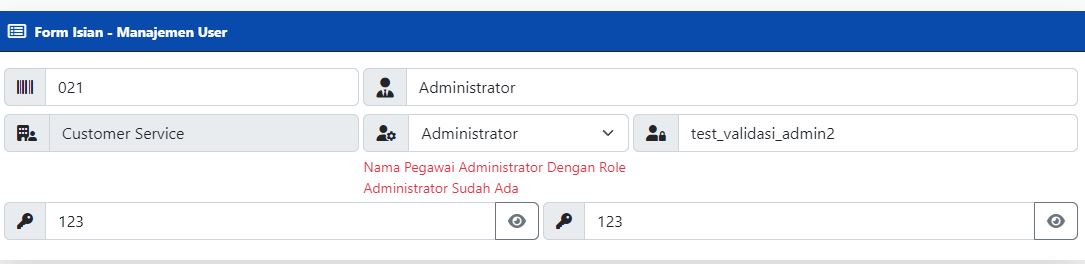 Form Isian - Manajemen User
021
Administrator
Customer Service
Administrator
test_validasi_admin2
Nama Pegawai Administrator Dengan Role
Administrator Sudah Ada
123
123